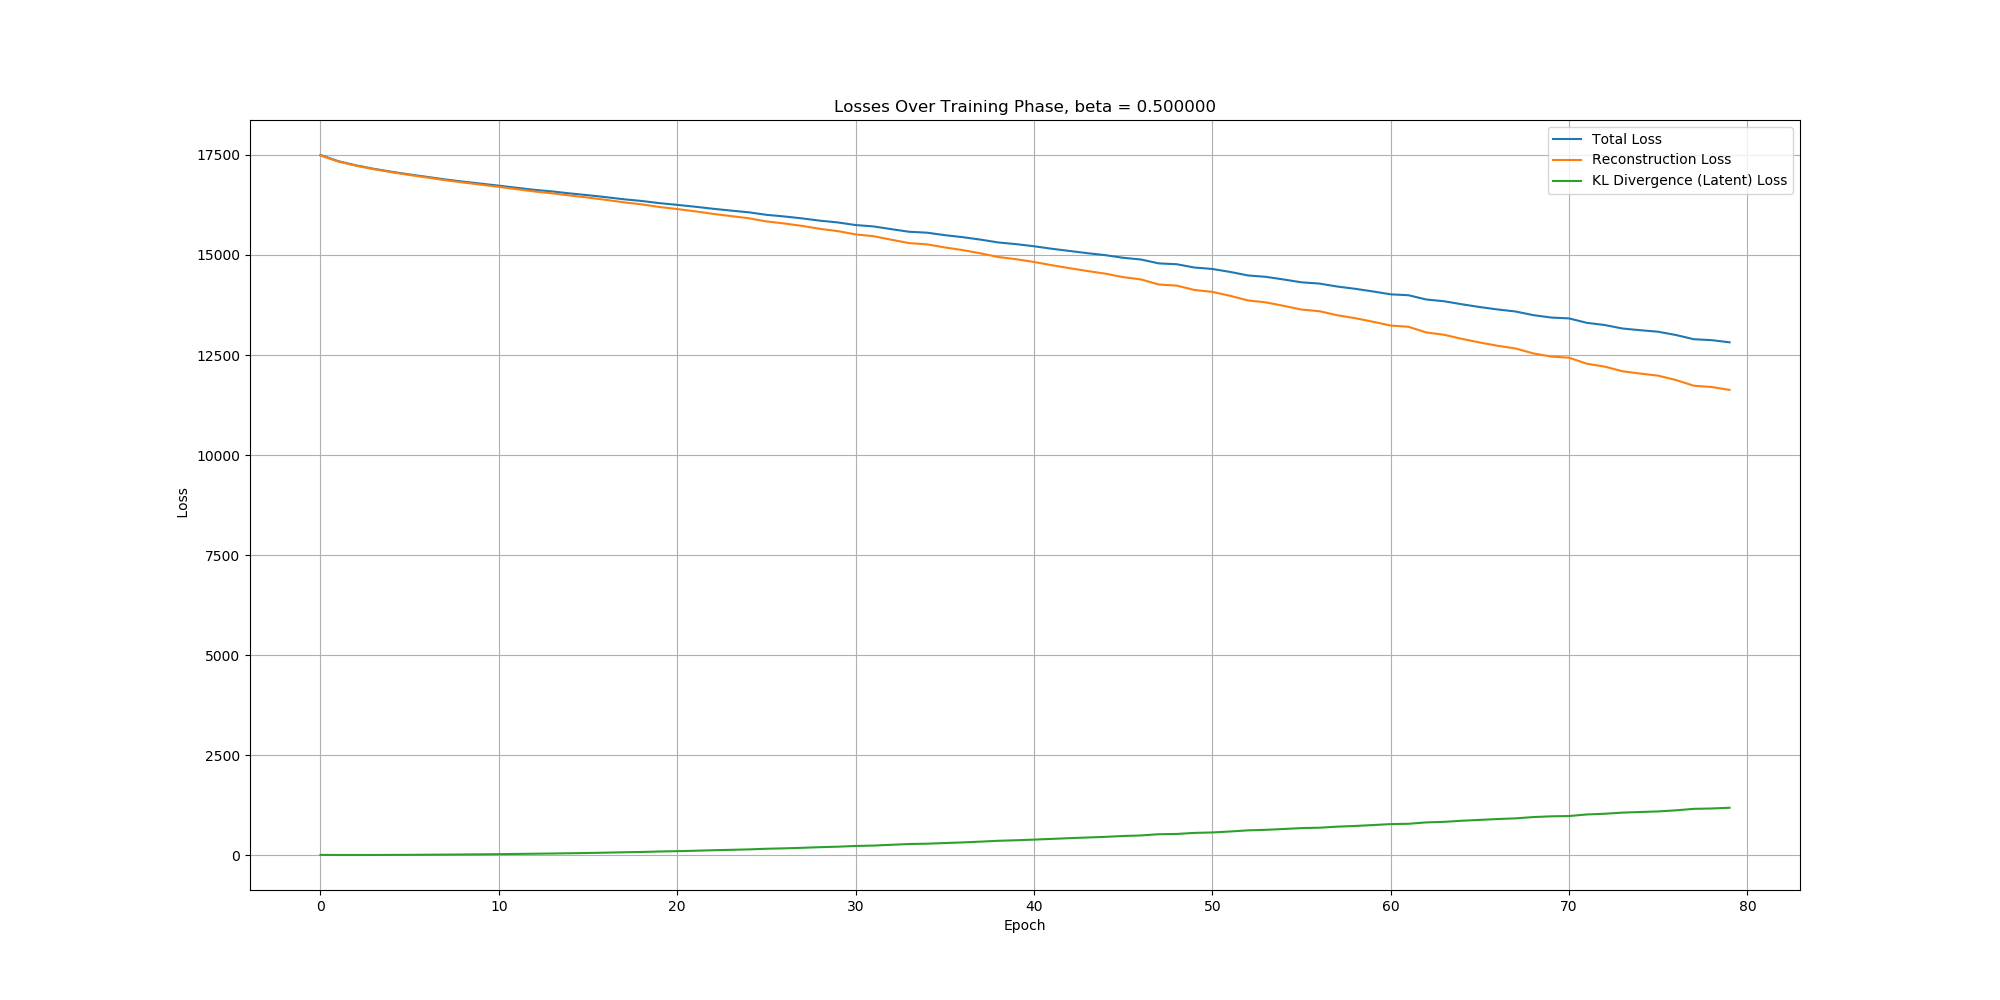 Losses Over Training Phase, beta = 0.500000
Total Loss
Reconstruction Loss
KL Divergence (Latent) Loss
17500
15000
12500
10000
7500
5000
2500
0
Loss
0 10 20 30 40 50 60 70 80
Epoch